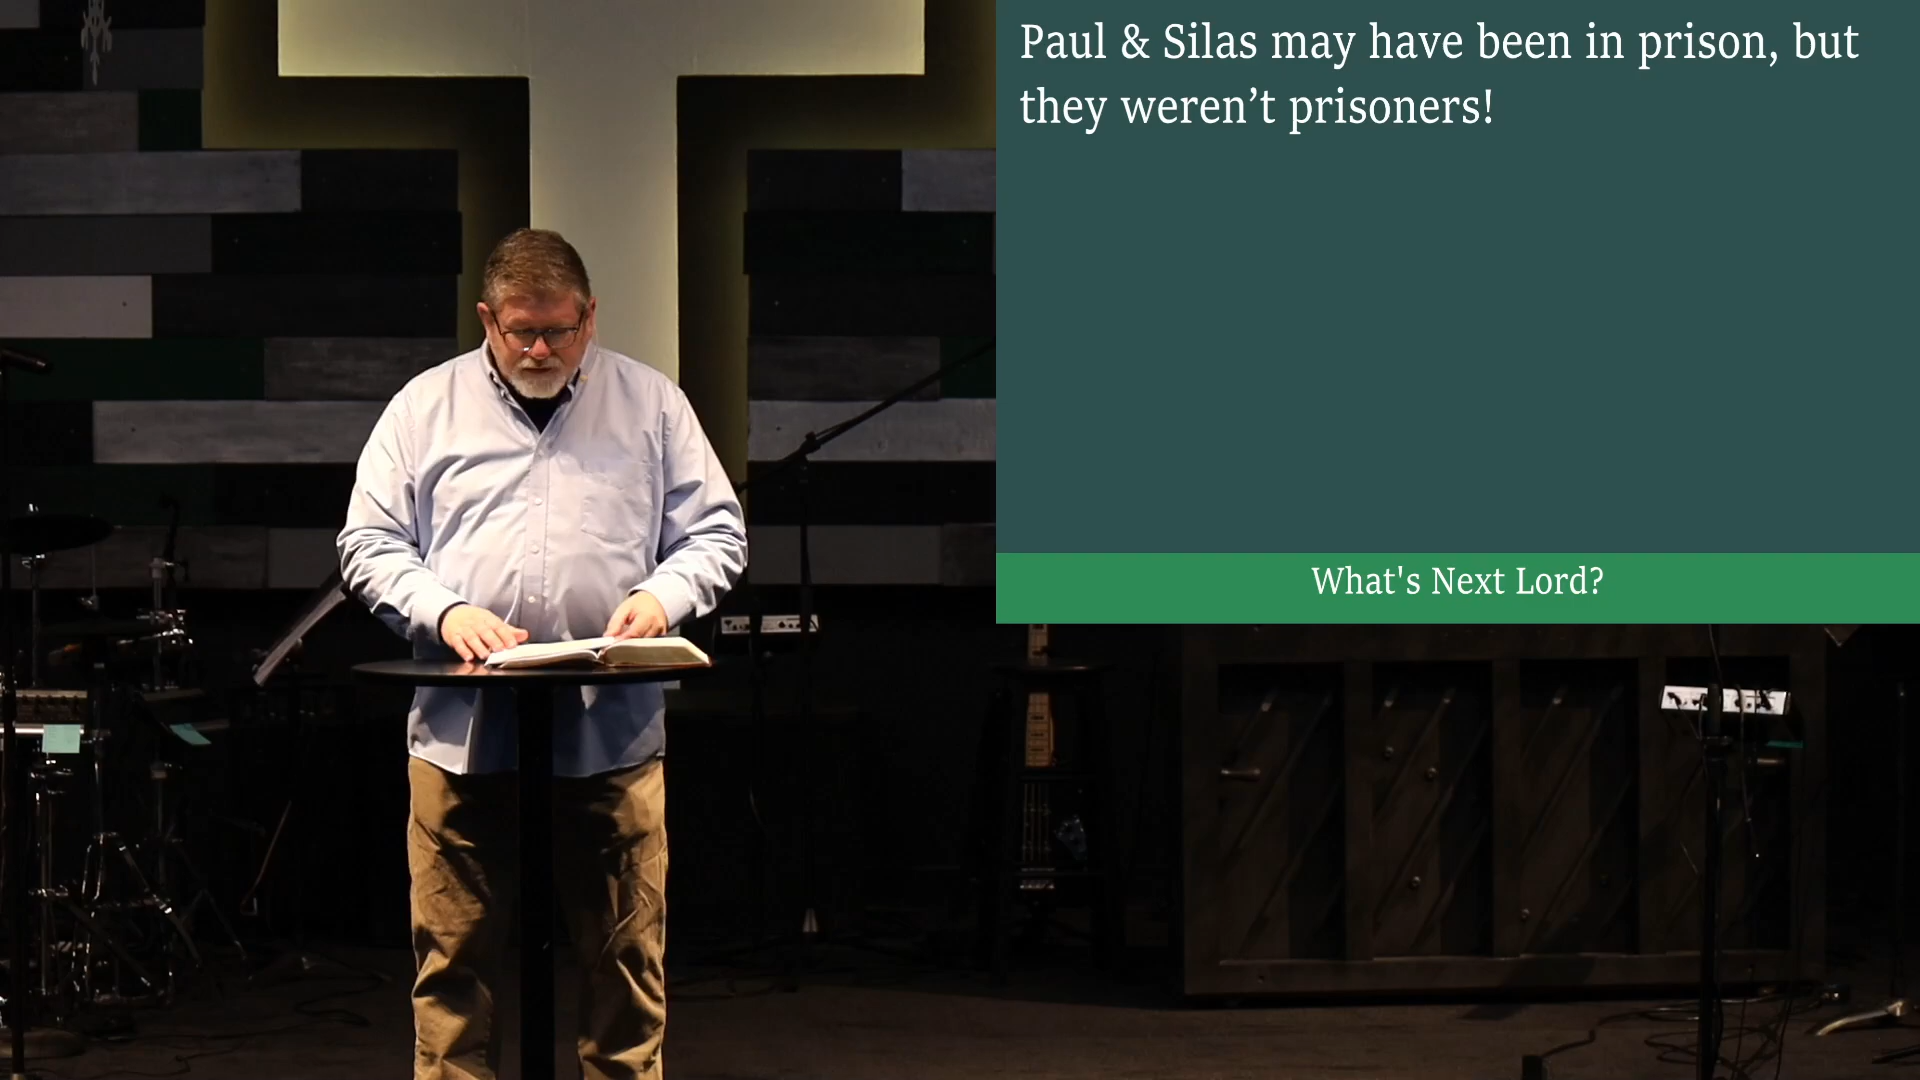 Paul & Silas may have been in prison, but
they weren’t prisoners!
What's Next Lord?